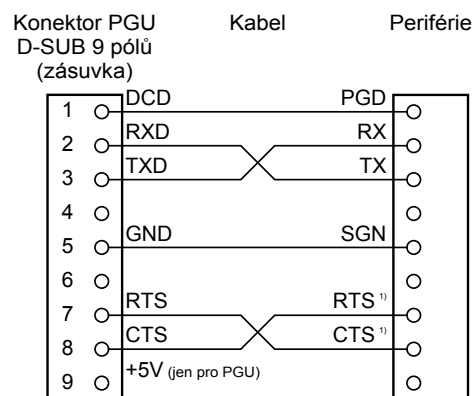 Konektor PGU
D-SUB 9 pólů
(zásuvka)
Kabel
Periférie
1 DCD PGD
2 RXD RX
3 TXD TX
4
5 GND SGN
6
7 RTS RTS ¹⁾
8 CTS CTS ¹⁾
9 +5V (jen pro PGU)